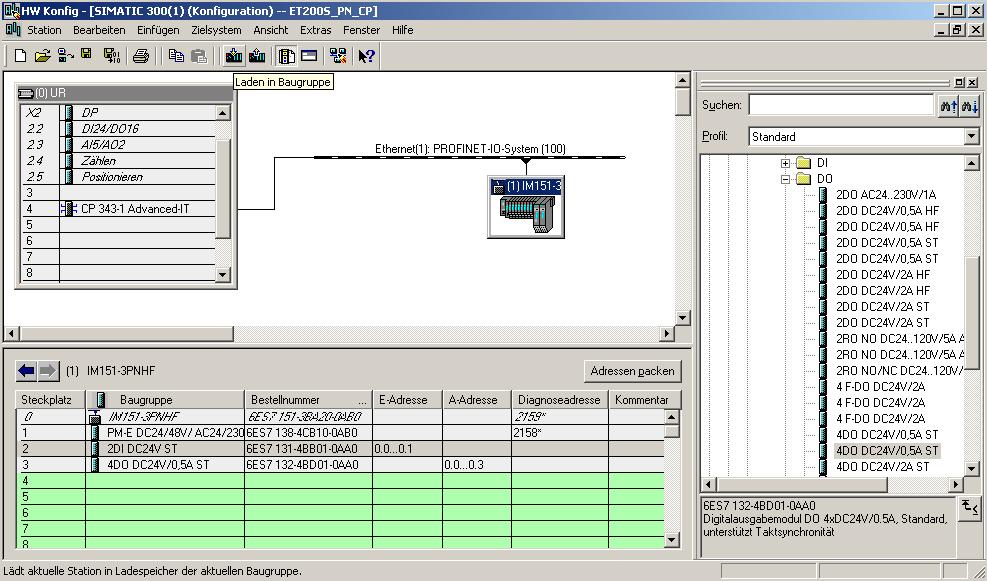 HW Konfig - [SIMATIC 300(1) (Konfiguration) -- ET200S_PN_CP]
Station Bearbeiten Einfügen Zielsystem Ansicht Extras Fenster Hilfe
Laden in Baugruppe
(0) UR
X2 DP
2.2 DI24/DO16
2.3 AI5/AO2
2.4 Zählen
2.5 Positionieren
3
4 CP 343-1 Advanced-IT
5
6
7
8
Ethernet(1): PROFINET-IO-System (100)
(1) IM151-3
Suchen:
Profil: Standard
DI
DO
2DO AC24..230V/1A
2DO DC24V/0,5A HF
2DO DC24V/0,5A HF
2DO DC24V/0,5A ST
2DO DC24V/0,5A ST
2DO DC24V/2A HF
2DO DC24V/2A HF
2DO DC24V/2A ST
2DO DC24V/2A ST
2RO NO DC24..120V/5A A
2RO NO DC24..120V/5A A
2RO NO/NC DC24..120V/
4 F-DO DC24V/2A
4 F-DO DC24V/2A
4 F-DO DC24V/2A
4DO DC24V/0,5A ST
4DO DC24V/0,5A ST
4DO DC24V/2A ST
(1) IM151-3PNHF
Adressen packen
Steckplatz Baugruppe Bestellnummer ... E-Adresse A-Adresse Diagnoseadresse Kommentar
0 IM151-3PNHF 6ES7 151-3BA20-0AB0 2159*
1 PM-E DC24/48V/ AC24/230 6ES7 138-4CB10-0AB0 2158*
2 2DI DC24V ST 6ES7 131-4BB01-0AA0 0.0...0.1
3 4DO DC24V/0,5A ST 6ES7 132-4BD01-0AA0 0.0...0.3
4
5
6
7
8
6ES7 132-4BD01-0AA0
Digitalausgabemodul DO 4xDC24V/0.5A, Standard,
unterstützt Taktsynchronität
Lädt aktuelle Station in Ladespeicher der aktuellen Baugruppe.